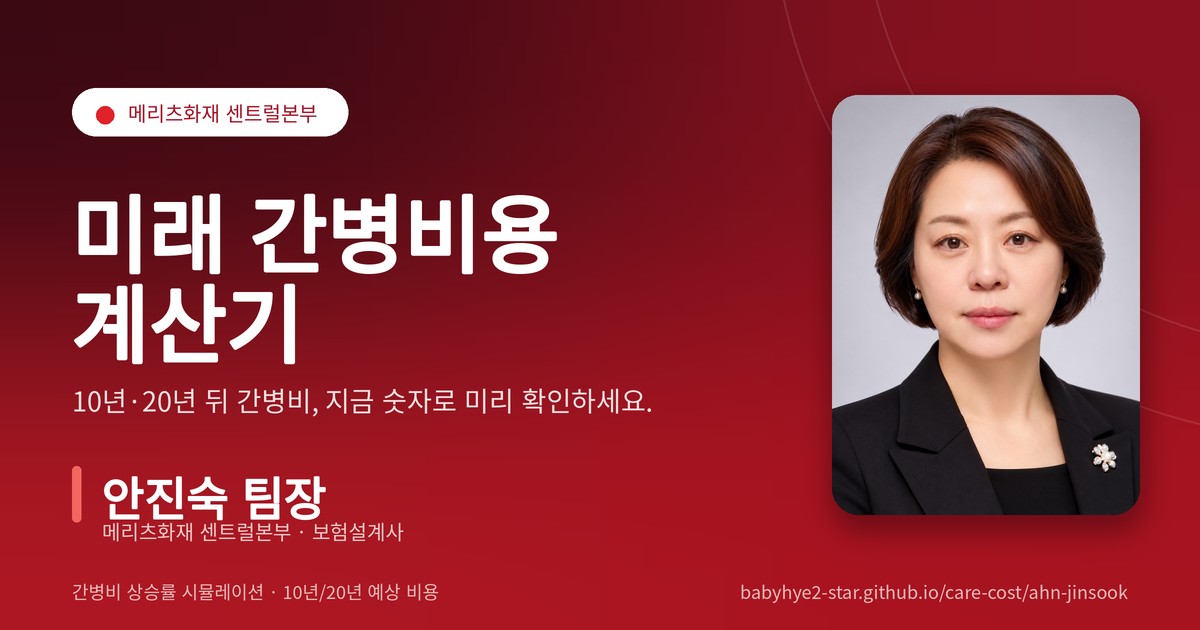 메리츠화재 센트럴본부
미래 간병비용
계산기
10년·20년 뒤 간병비, 지금 숫자로 미리 확인하세요.
안진숙 팀장
메리츠화재 센트럴본부 · 보험설계사
간병비 상승률 시뮬레이션 · 10년/20년 예상 비용
babyhye2-star.github.io/care-cost/ahn-jinsook